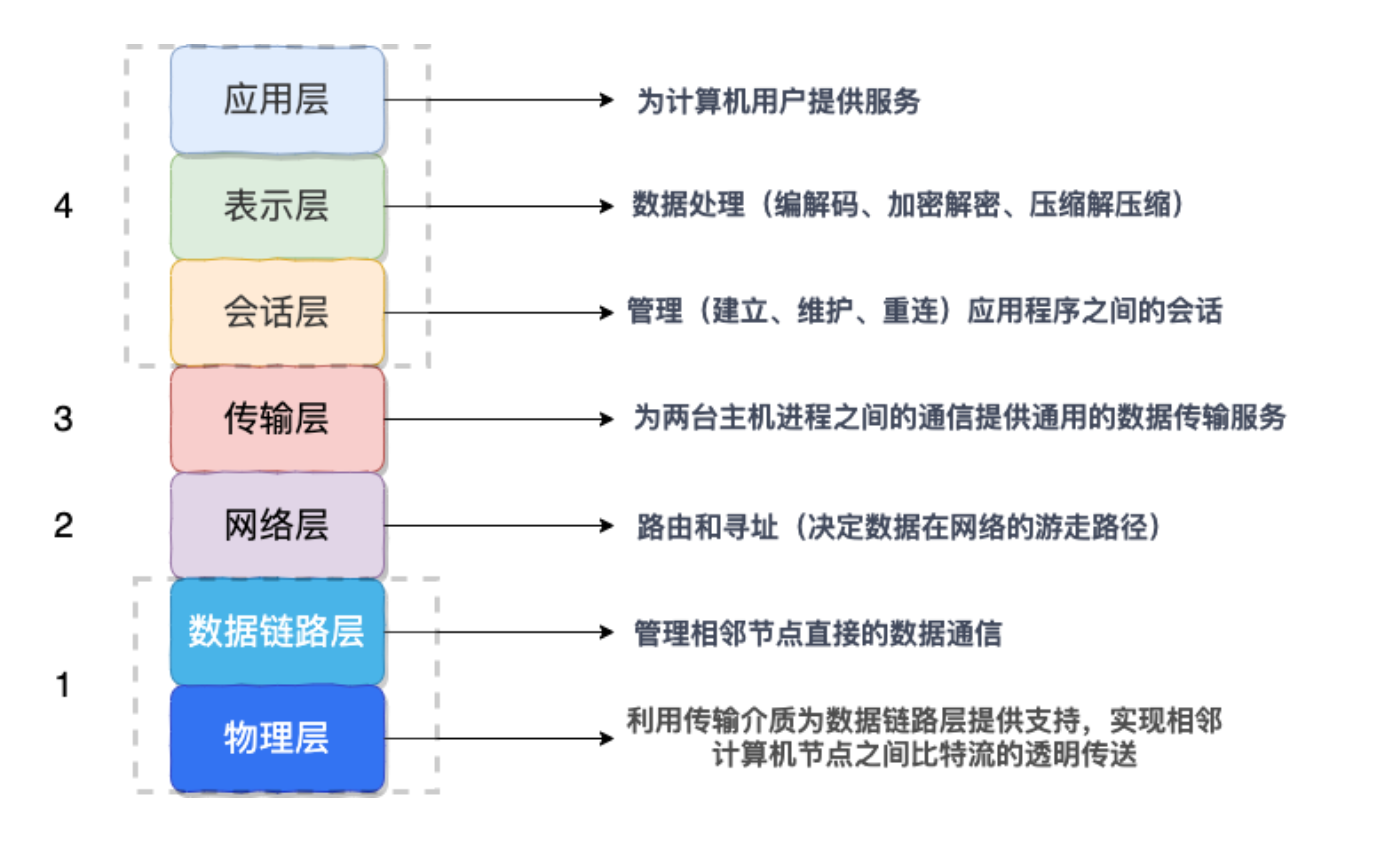 应用层
为计算机用户提供服务
4
表示层
数据处理（编解码、加密解密、压缩解压缩）
会话层
管理（建立、维护、重连）应用程序之间的会话
3
传输层
为两台主机进程之间的通信提供通用的数据传输服务
2
网络层
路由和寻址（决定数据在网络的游走路径）
数据链路层
管理相邻节点直接的数据通信
1
物理层
利用传输介质为数据链路层提供支持，实现相邻
计算机节点之间比特流的透明传送